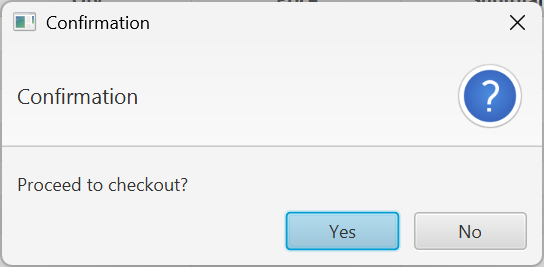 Confirmation
Confirmation
?
Proceed to checkout?
Yes
No